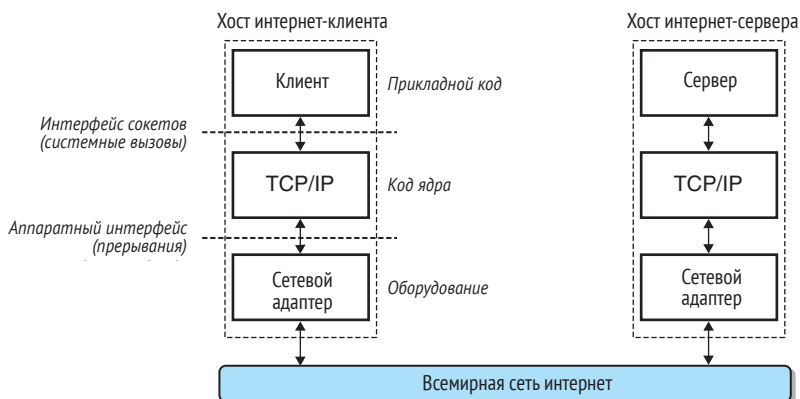 Хост интернет-клиента
Хост интернет-сервера
Клиент
Прикладной код
Сервер
Интерфейс сокетов
(системные вызовы)
TCP/IP
Код ядра
TCP/IP
Аппаратный интерфейс
(прерывания)
Сетевой
адаптер
Оборудование
Сетевой
адаптер
Всемирная сеть интернет